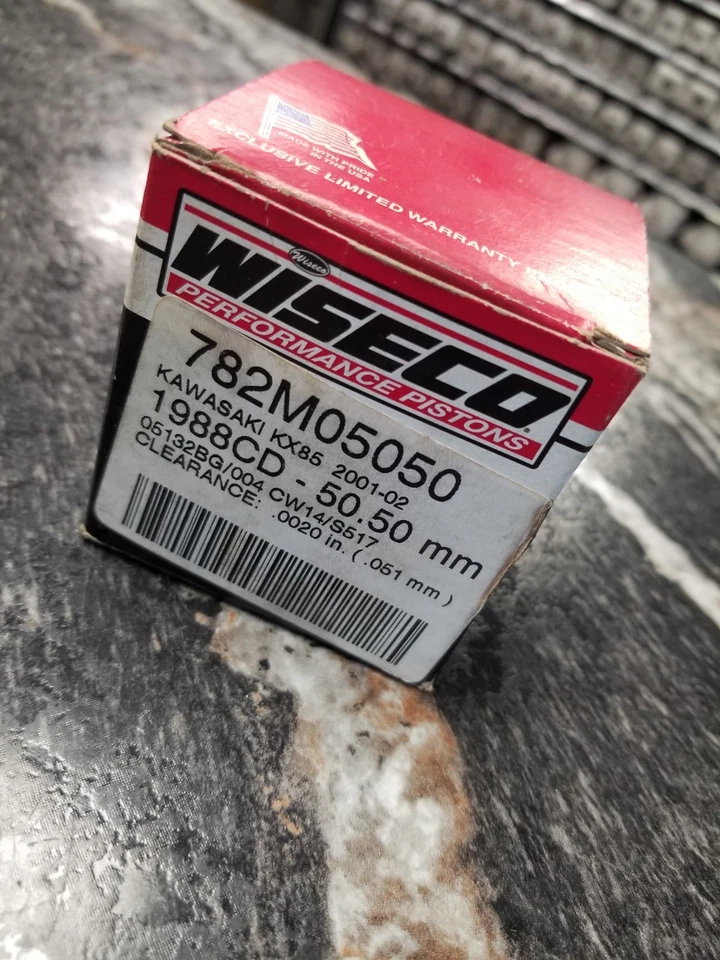 MADE WITH PRIDE
IN THE USA
EXCLUSIVE LIMITED WARRANTY
Wiseco
WISECO
PERFORMANCE PISTONS
782M05050
KAWASAKI KX85 2001-02
1988CD - 50.50 mm
05132BG/004 CW14/S517
CLEARANCE: .0020 in. ( .051 mm )